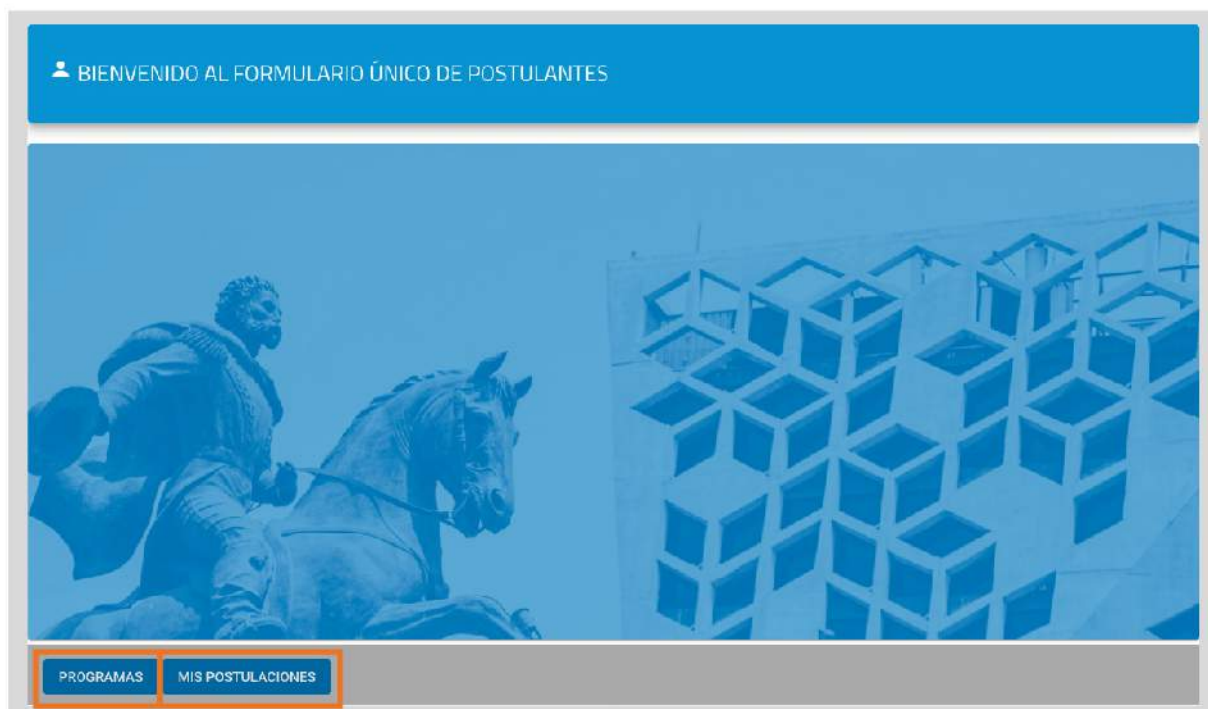 BIENVENIDO AL FORMULARIO ÚNICO DE POSTULANTES
PROGRAMAS MIS POSTULACIONES